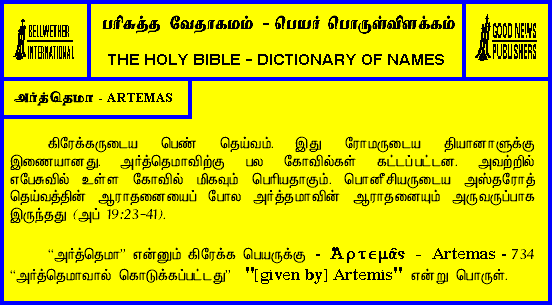 BELLWETHER
INTERNATIONAL
பரிசுத்த வேதாகமம் - பெயர் பொருள்விளக்கம்
THE HOLY BIBLE - DICTIONARY OF NAMES
GOOD NEWS
PUBLISHERS
அர்த்தெமா - ARTEMAS
கிரேக்கருடைய பெண் தெய்வம். இது ரோமருடைய தியானாளுக்கு
இணையானது. அர்த்தெமாவிற்கு பல கோவில்கள் கட்டப்பட்டன. அவற்றில்
எபேசுவில் உள்ள கோவில் மிகவும் பெரியதாகும். பொனீசியருடைய அஸ்தரோத்
தெய்வத்தின் ஆராதனையைப் போல அர்த்தமாவின் ஆராதனையும் அருவருப்பாக
இருந்தது (அப் 19:23-41).
“அர்த்தெமா” என்னும் கிரேக்க பெயருக்கு - Ἀρτεμᾶς - Artemas - 734
“அர்த்தெமாவால் கொடுக்கப்பட்டது” "[given by] Artemis" என்று பொருள்.